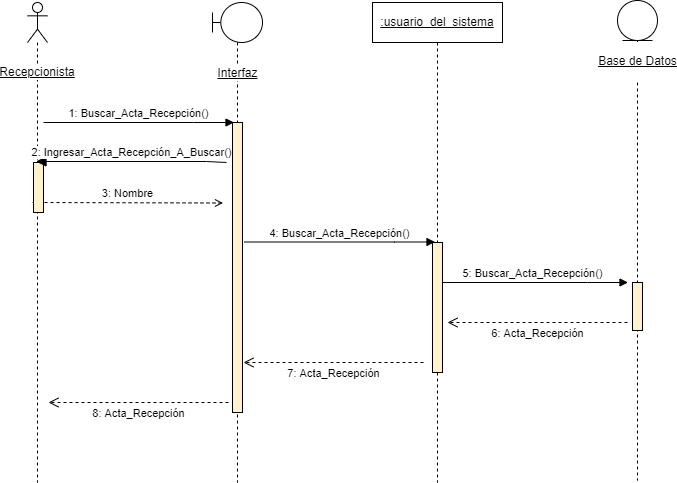 :usuario_del_sistema
Recepcionista
Interfaz
Base de Datos
1: Buscar_Acta_Recepción()
2: Ingresar_Acta_Recepción_A_Buscar()
3: Nombre
4: Buscar_Acta_Recepción()
5: Buscar_Acta_Recepción()
6: Acta_Recepción
7: Acta_Recepción
8: Acta_Recepción